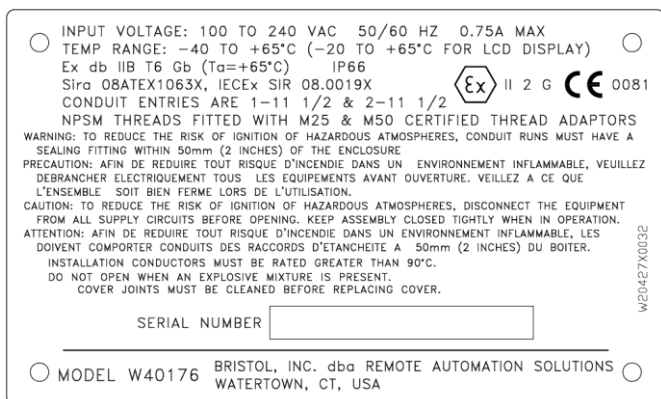 INPUT VOLTAGE: 100 TO 240 VAC 50/60 HZ 0.75A MAX
TEMP RANGE: -40 TO +65°C (-20 TO +65°C FOR LCD DISPLAY)
Ex db IIB T6 Gb (Ta=+65°C) IP66
Sira 08ATEX1063X, IECEx SIR 08.0019X
Ex II 2 G CE 0081
CONDUIT ENTRIES ARE 1-11 1/2 & 2-11 1/2
NPSM THREADS FITTED WITH M25 & M50 CERTIFIED THREAD ADAPTORS
WARNING: TO REDUCE THE RISK OF IGNITION OF HAZARDOUS ATMOSPHERES, CONDUIT RUNS MUST HAVE A
SEALING FITTING WITHIN 50mm (2 INCHES) OF THE ENCLOSURE
PRECAUTION: AFIN DE REDUIRE TOUT RISQUE D'INCENDIE DANS UN ENVIRONNEMENT INFLAMMABLE, VEUILLEZ
DEBRANCHER ELECTRIQUEMENT TOUS LES EQUIPEMENTS AVANT OUVERTURE. VEILLEZ A CE QUE
L'ENSEMBLE SOIT BIEN FERME LORS DE L'UTILISATION.
CAUTION: TO REDUCE THE RISK OF IGNITION OF HAZARDOUS ATMOSPHERES, DISCONNECT THE EQUIPMENT
FROM ALL SUPPLY CIRCUITS BEFORE OPENING. KEEP ASSEMBLY CLOSED TIGHTLY WHEN IN OPERATION.
ATTENTION: AFIN DE REDUIRE TOUT RISQUE D'INCENDIE DANS UN ENVIRONNEMENT INFLAMMABLE, LES
DOIVENT COMPORTER CONDUITS DES RACCORDS D'ETANCHEITE A 50mm (2 INCHES) DU BOITER.
INSTALLATION CONDUCTORS MUST BE RATED GREATER THAN 90°C.
DO NOT OPEN WHEN AN EXPLOSIVE MIXTURE IS PRESENT.
COVER JOINTS MUST BE CLEANED BEFORE REPLACING COVER.
W20427X0032
SERIAL NUMBER
MODEL W40176
BRISTOL, INC. dba REMOTE AUTOMATION SOLUTIONS
WATERTOWN, CT, USA